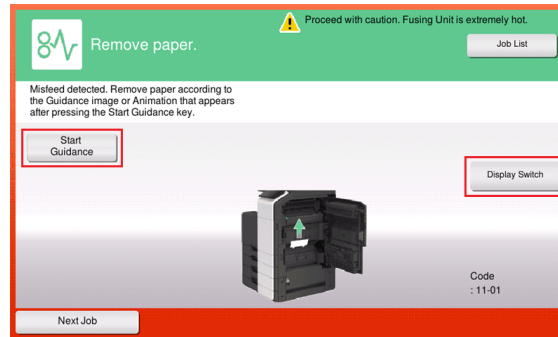 Proceed with caution. Fusing Unit is extremely hot.
Remove paper.
Job List
Misfeed detected. Remove paper according to
the Guidance image or Animation that appears
after pressing the Start Guidance key.
Start
Guidance
Display Switch
Code
: 11-01
Next Job